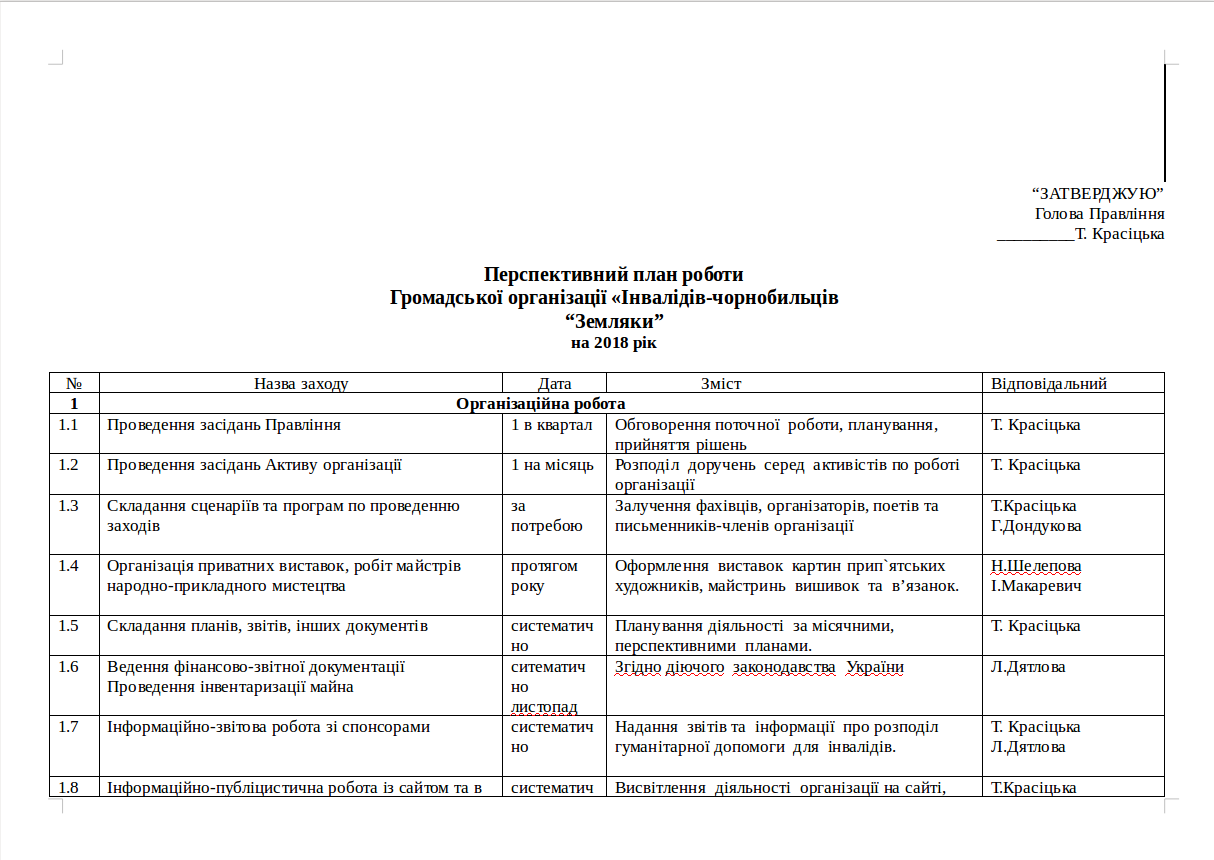 “ЗАТВЕРДЖУЮ”
Голова Правління
_________Т. Красіцька
Перспективний план роботи
Громадської організації «Інвалідів-чорнобильців
“Земляки”
на 2018 рік
№ Назва заходу Дата Зміст Відповідальний
1 Організаційна робота
1.1 Проведення засідань Правління 1 в квартал Обговорення поточної роботи, планування, Т. Красіцька
прийняття рішень
1.2 Проведення засідань Активу організації 1 на місяць Розподіл доручень серед активістів по роботі Т. Красіцька
організації
1.3 Складання сценаріїв та програм по проведенню за Залучення фахівців, організаторів, поетів та Т.Красіцька
заходів потребою письменників-членів організації Г.Дондукова
1.4 Організація приватних виставок, робіт майстрів протягом Оформлення виставок картин прип`ятських Н.Шелепова
народно-прикладного мистецтва року художників, майстринь вишивок та в’язанок. І.Макаревич
1.5 Складання планів, звітів, інших документів систематич Планування діяльності за місячними, Т. Красіцька
но перспективними планами.
1.6 Ведення фінансово-звітної документації ситематич Згідно діючого законодавства України Л.Дятлова
Проведення інвентаризації майна но
листопад
1.7 Інформаційно-звітова робота зі спонсорами систематич Надання звітів та інформації про розподіл Т. Красіцька
но гуманітарної допомоги для інвалідів. Л.Дятлова
1.8 Інформаційно-публіцистична робота із сайтом та в систематич Висвітлення діяльності організації на сайті, Т.Красіцька